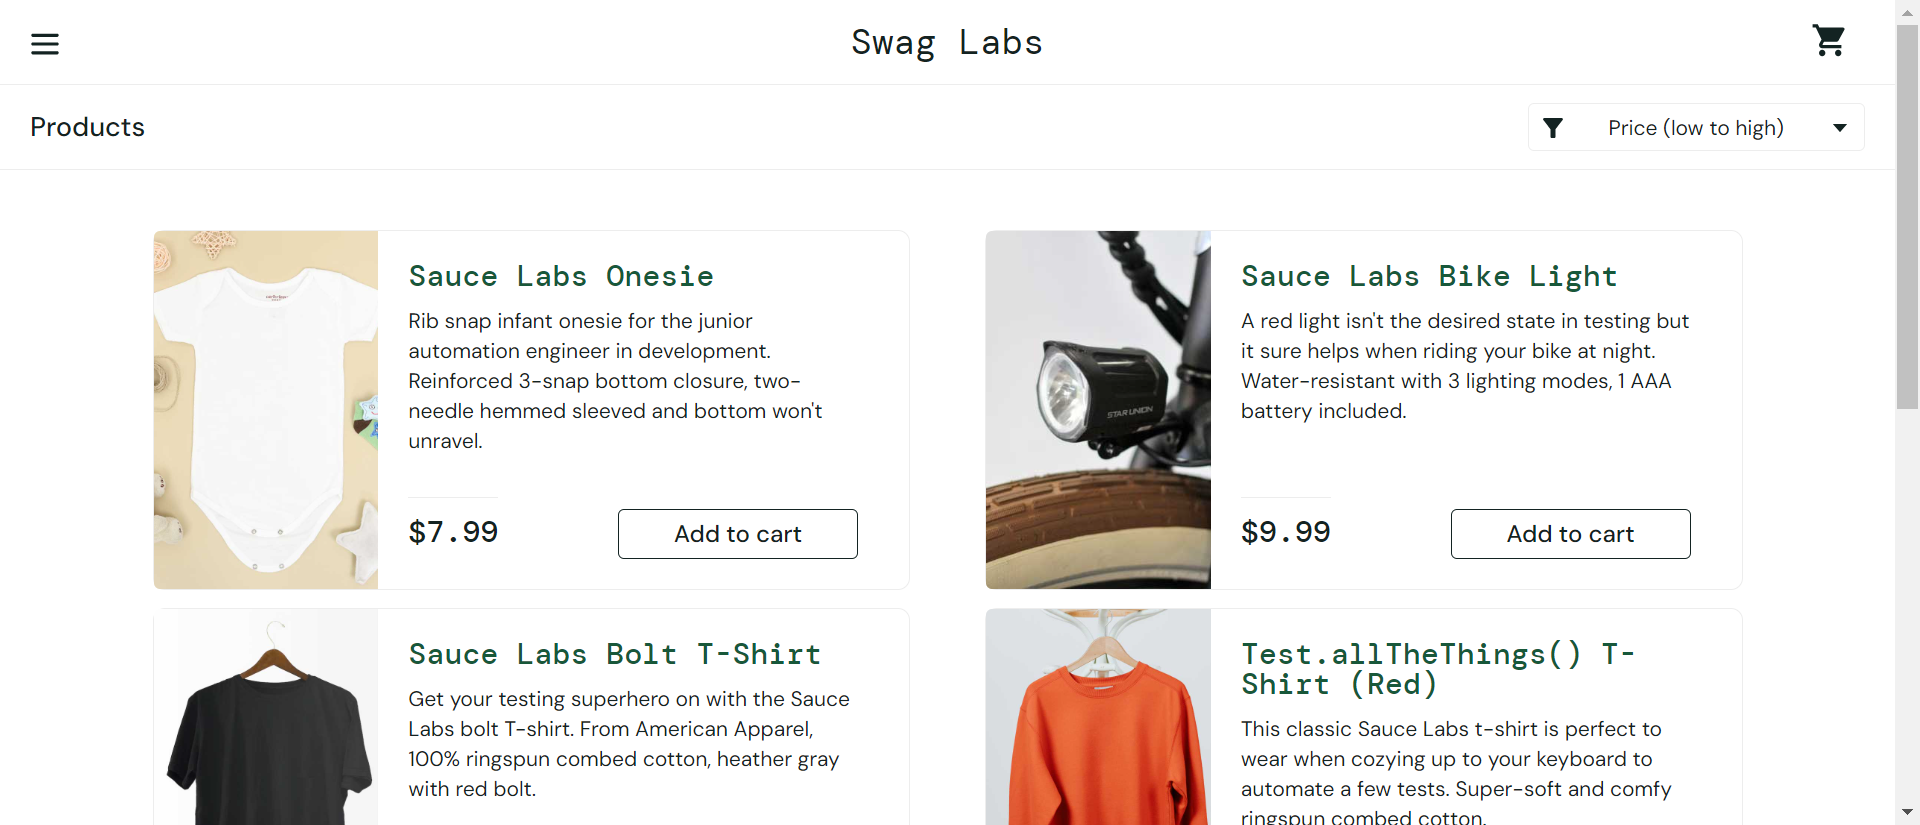 Swag Labs
Products
Price (low to high)
Sauce Labs Onesie
Rib snap infant onesie for the junior
automation engineer in development.
Reinforced 3-snap bottom closure, two-
needle hemmed sleeved and bottom won't
unravel.
$7.99
Add to cart
Sauce Labs Bike Light
A red light isn't the desired state in testing but
it sure helps when riding your bike at night.
Water-resistant with 3 lighting modes, 1 AAA
battery included.
STAR UNION
$9.99
Add to cart
Sauce Labs Bolt T-Shirt
Get your testing superhero on with the Sauce
Labs bolt T-shirt. From American Apparel,
100% ringspun combed cotton, heather gray
with red bolt.
Test.allTheThings() T-
Shirt (Red)
This classic Sauce Labs t-shirt is perfect to
wear when cozying up to your keyboard to
automate a few tests. Super-soft and comfy
ringspun combed cotton.